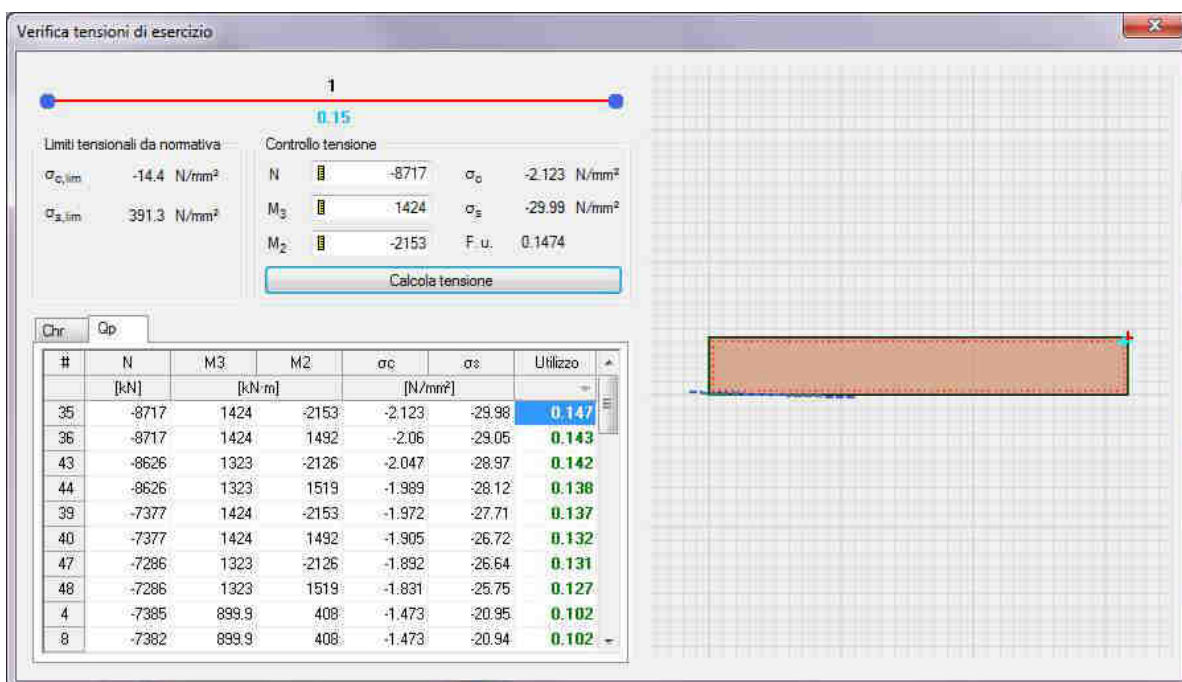 Verifica tensioni di esercizio
1
0.15
Limiti tensionali da normativa
σc,lim -14.4 N/mm²
σs,lim 391.3 N/mm²
Controllo tensione
N -8717 σc -2.123 N/mm²
M3 1424 σs -29.99 N/mm²
M2 -2153 F. u. 0.1474
Calcola tensione
Chr Qp
# N M3 M2 σc σs Utilizzo
[kN] [kN·m] [N/mm²]
35 -8717 1424 -2153 -2.123 -29.98 0.147
36 -8717 1424 1492 -2.06 -29.05 0.143
43 -8626 1323 -2126 -2.047 -28.97 0.142
44 -8626 1323 1519 -1.989 -28.12 0.138
39 -7377 1424 -2153 -1.972 -27.71 0.137
40 -7377 1424 1492 -1.905 -26.72 0.132
47 -7286 1323 -2126 -1.892 -26.64 0.131
48 -7286 1323 1519 -1.831 -25.75 0.127
4 -7385 899.9 408 -1.473 -20.95 0.102
8 -7382 899.9 408 -1.473 -20.94 0.102